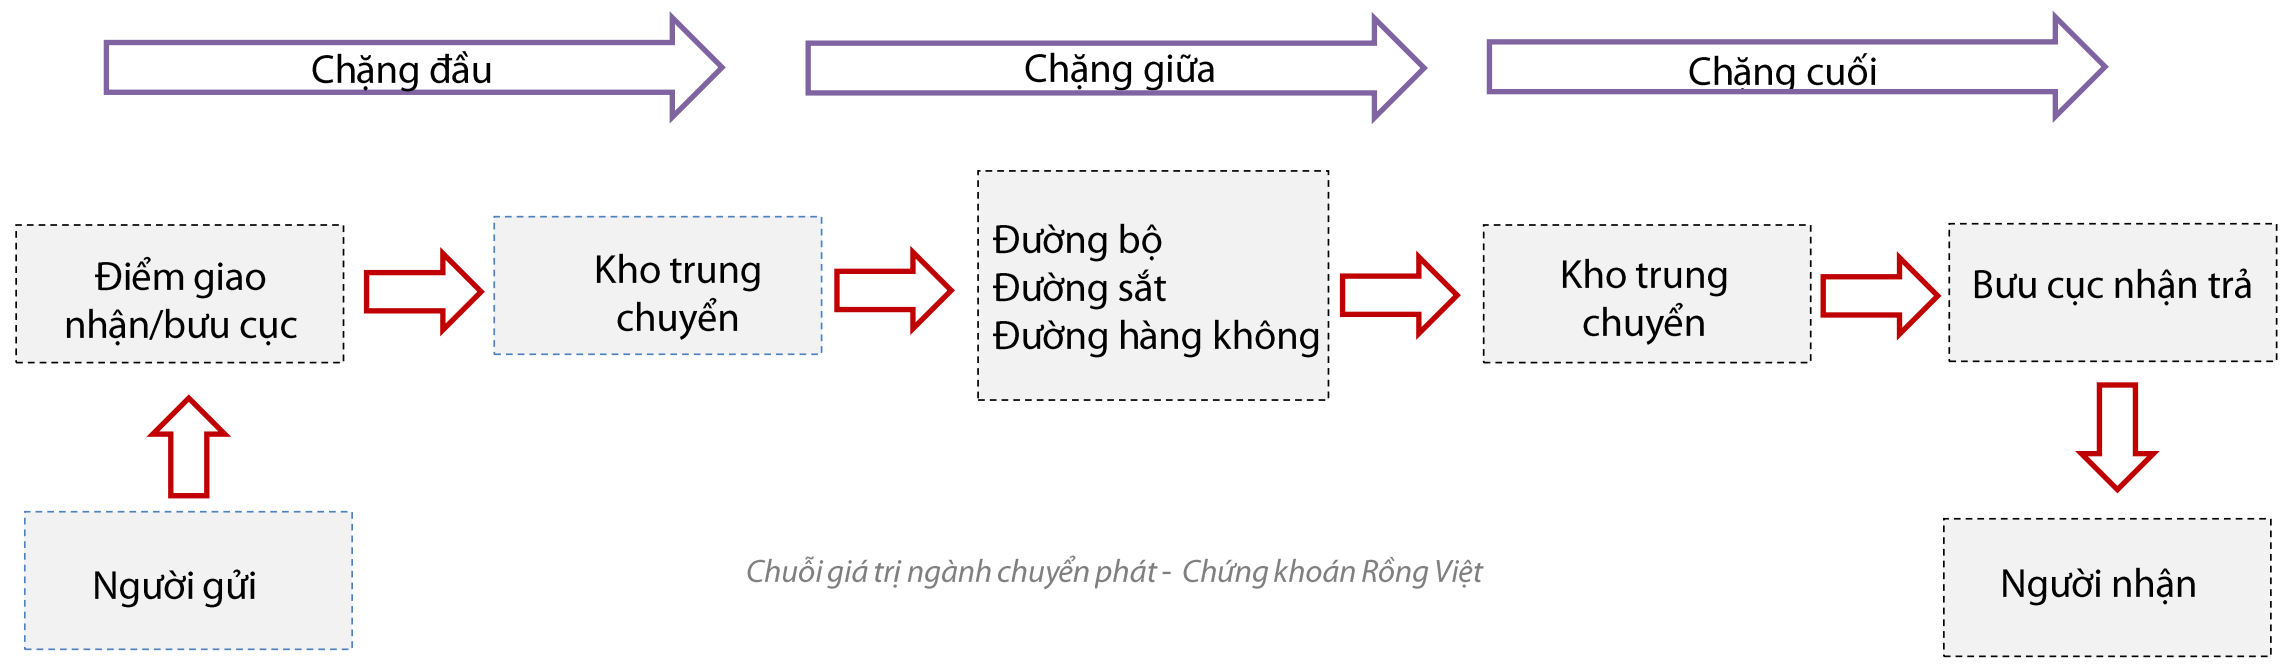 Chặng đầu
Chặng giữa
Chặng cuối
Điểm giao
nhận/bưu cục
Kho trung
chuyển
Đường bộ
Đường sắt
Đường hàng không
Kho trung
chuyển
Bưu cục nhận trả
Người gửi
Chuỗi giá trị ngành chuyển phát - Chứng khoán Rồng Việt
Người nhận